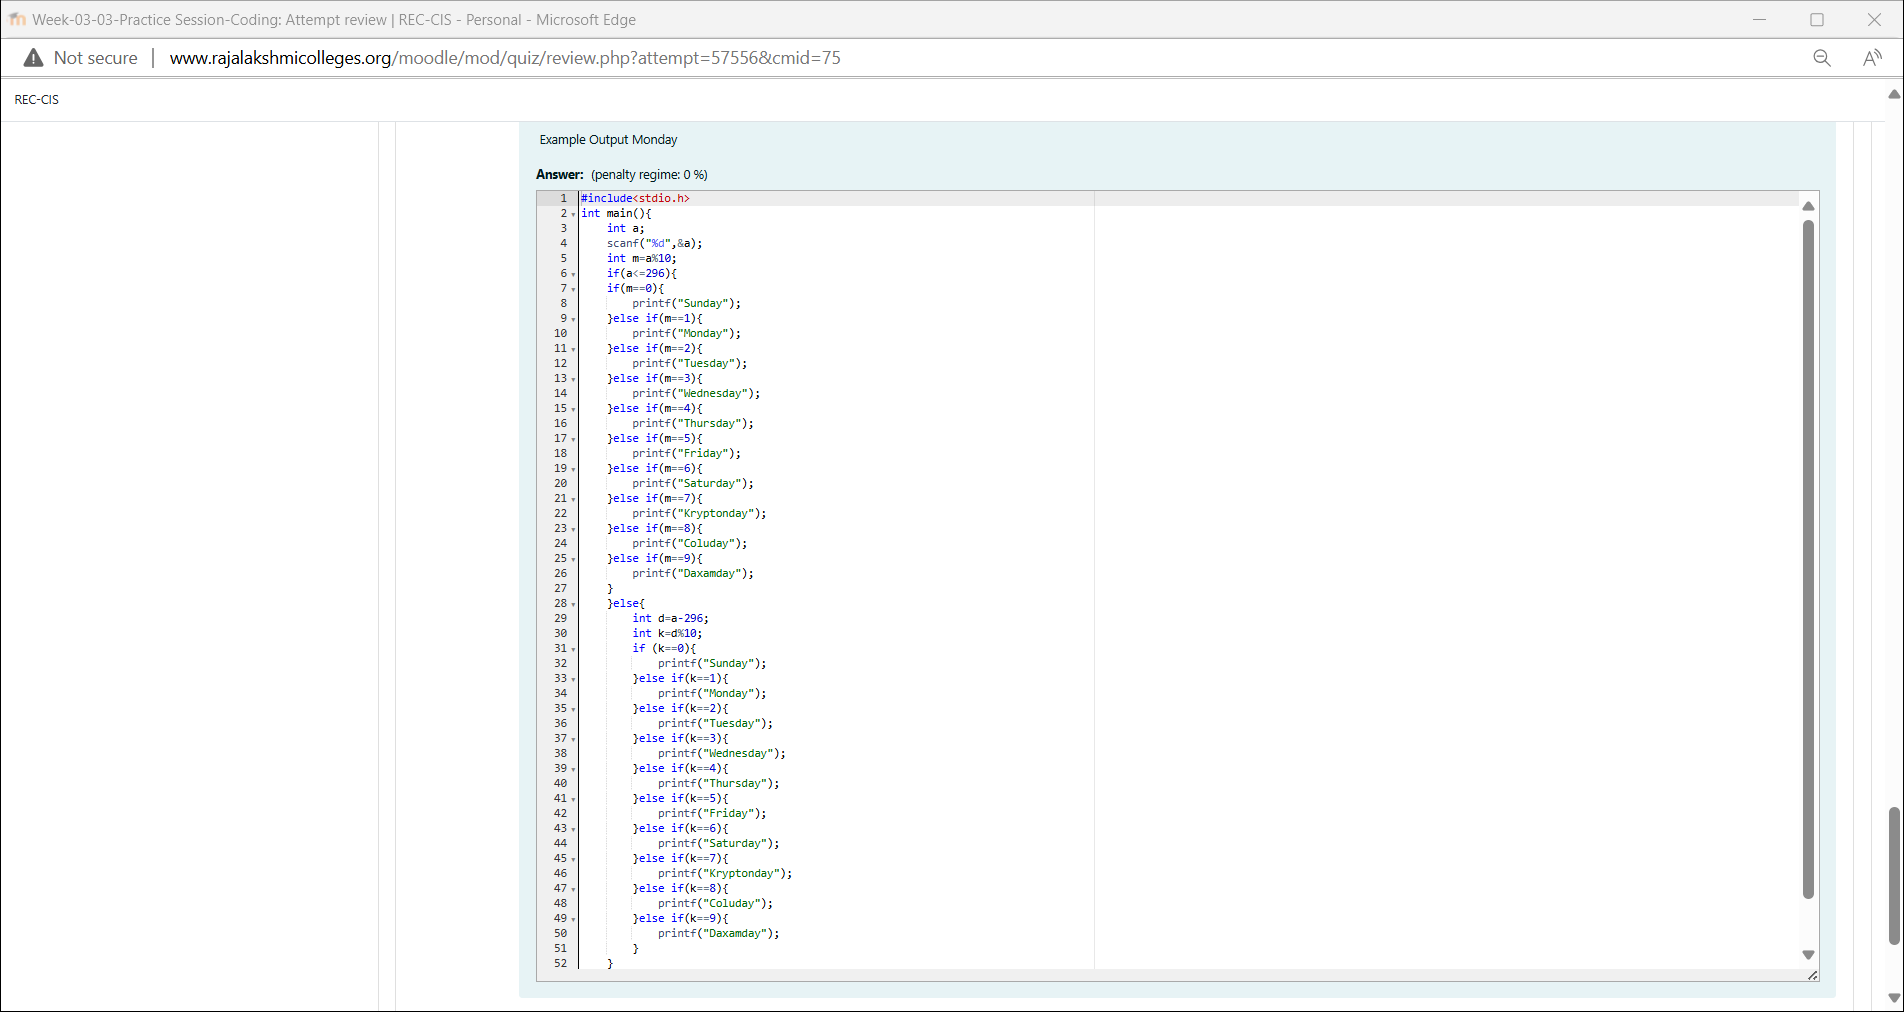 Week-03-03-Practice Session-Coding: Attempt review | REC-CIS - Personal - Microsoft Edge
Not secure | www.rajalakshmicolleges.org/moodle/mod/quiz/review.php?attempt=57556&cmid=75
REC-CIS
Example Output Monday
Answer: (penalty regime: 0 %)
1 #include<stdio.h>
2 int main(){
3 int a;
4 scanf("%d",&a);
5 int m=a%10;
6 if(a<=296){
7 if(m==0){
8 printf("Sunday");
9 }else if(m==1){
10 printf("Monday");
11 }else if(m==2){
12 printf("Tuesday");
13 }else if(m==3){
14 printf("Wednesday");
15 }else if(m==4){
16 printf("Thursday");
17 }else if(m==5){
18 printf("Friday");
19 }else if(m==6){
20 printf("Saturday");
21 }else if(m==7){
22 printf("Kryptonday");
23 }else if(m==8){
24 printf("Coluday");
25 }else if(m==9){
26 printf("Daxamday");
27 }
28 }else{
29 int d=a-296;
30 int k=d%10;
31 if (k==0){
32 printf("Sunday");
33 }else if(k==1){
34 printf("Monday");
35 }else if(k==2){
36 printf("Tuesday");
37 }else if(k==3){
38 printf("Wednesday");
39 }else if(k==4){
40 printf("Thursday");
41 }else if(k==5){
42 printf("Friday");
43 }else if(k==6){
44 printf("Saturday");
45 }else if(k==7){
46 printf("Kryptonday");
47 }else if(k==8){
48 printf("Coluday");
49 }else if(k==9){
50 printf("Daxamday");
51 }
52 }